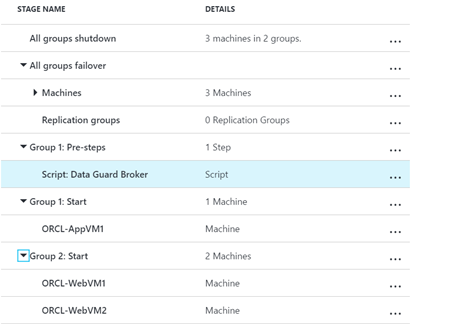 STAGE NAME DETAILS
All groups shutdown 3 machines in 2 groups.
All groups failover
Machines 3 Machines
Replication groups 0 Replication Groups
Group 1: Pre-steps 1 Step
Script: Data Guard Broker Script
Group 1: Start 1 Machine
ORCL-AppVM1 Machine
Group 2: Start 2 Machines
ORCL-WebVM1 Machine
ORCL-WebVM2 Machine